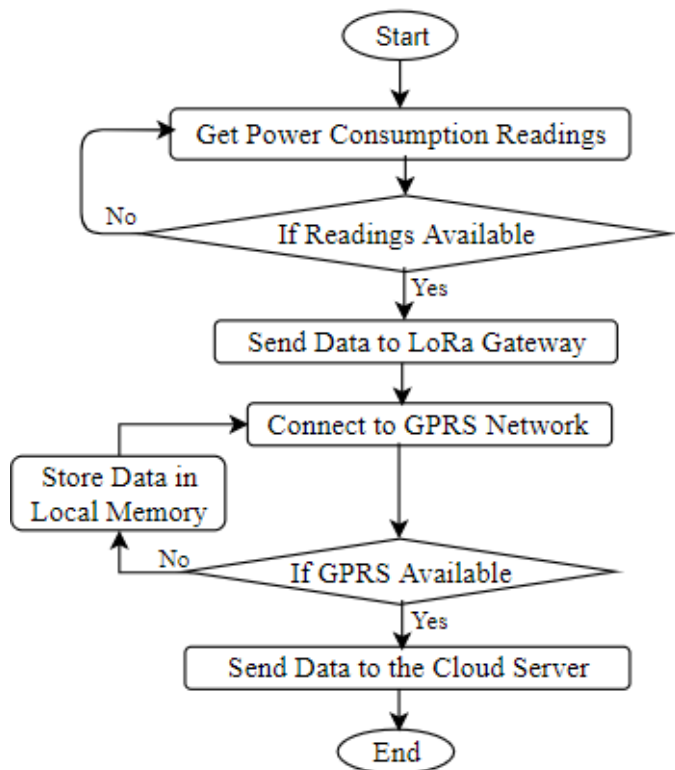 Start
Get Power Consumption Readings
No
If Readings Available
Yes
Send Data to LoRa Gateway
Connect to GPRS Network
Store Data in
Local Memory
No
If GPRS Available
Yes
Send Data to the Cloud Server
End